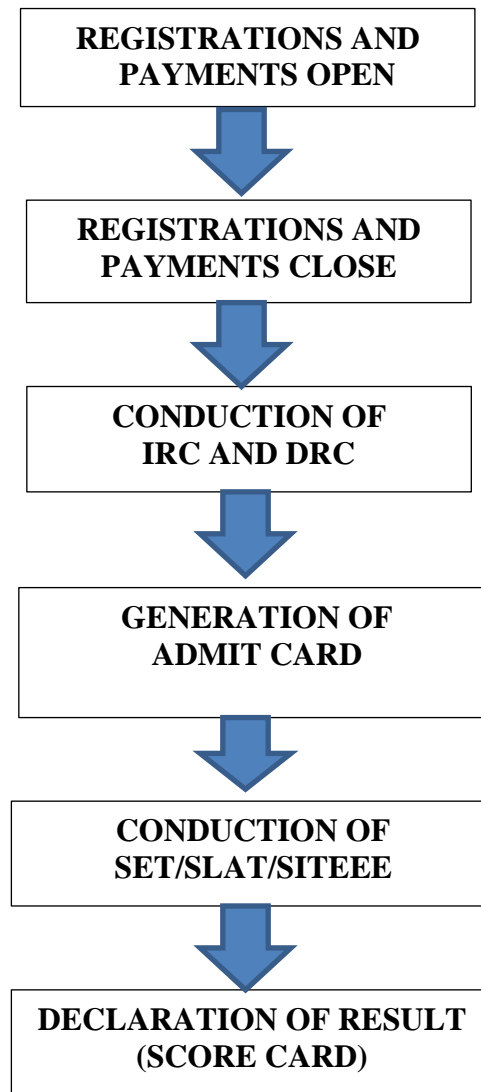 REGISTRATIONS AND
PAYMENTS OPEN
REGISTRATIONS AND
PAYMENTS CLOSE
CONDUCTION OF
IRC AND DRC
GENERATION OF
ADMIT CARD
CONDUCTION OF
SET/SLAT/SITEEE
DECLARATION OF RESULT
(SCORE CARD)